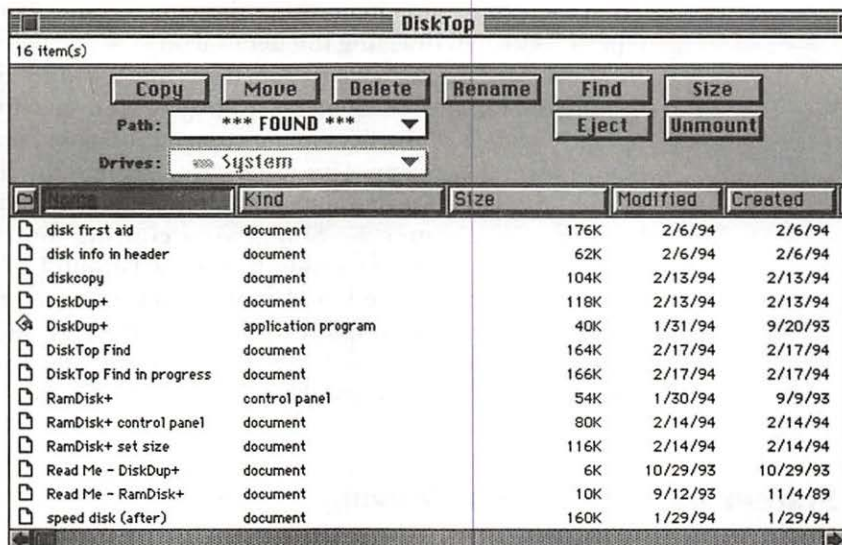 DiskTop
16 item(s)
Copy Move Delete Rename Find Size
Path: *** FOUND *** Eject Unmount
Drives: System
Name Kind Size Modified Created
disk first aid document 176K 2/6/94 2/6/94
disk info in header document 62K 2/6/94 2/6/94
diskcopy document 104K 2/13/94 2/13/94
DiskDup+ document 118K 2/13/94 2/13/94
DiskDup+ application program 40K 1/31/94 9/20/93
DiskTop Find document 164K 2/17/94 2/17/94
DiskTop Find in progress document 166K 2/17/94 2/17/94
RamDisk+ control panel 54K 1/30/94 9/9/93
RamDisk+ control panel document 80K 2/14/94 2/14/94
RamDisk+ set size document 116K 2/14/94 2/14/94
Read Me - DiskDup+ document 6K 10/29/93 10/29/93
Read Me - RamDisk+ document 10K 9/12/93 11/4/89
speed disk (after) document 160K 1/29/94 1/29/94